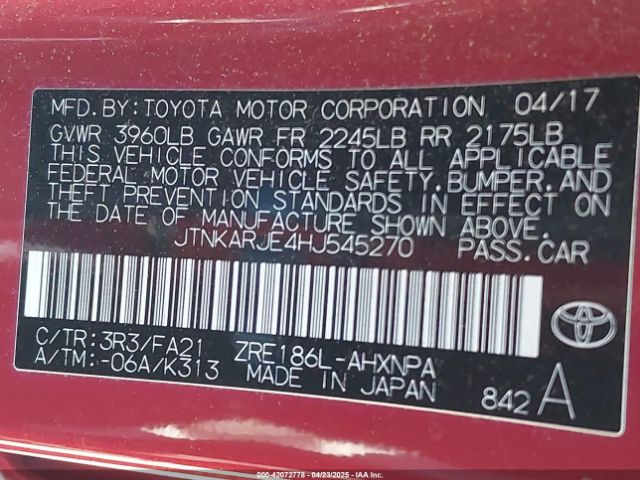 MFD.BY:TOYOTA MOTOR CORPORATION 04/17
GVWR 3960LB GAWR FR 2245LB RR 2175LB
THIS VEHICLE CONFORMS TO ALL APPLICABLE
FEDERAL MOTOR VEHICLE SAFETY,BUMPER,AND
THEFT PREVENTION STANDARDS IN EFFECT ON
THE DATE OF MANUFACTURE SHOWN ABOVE.
JTNKARJE4HJ545270 PASS.CAR
C/TR:3R3/FA21 ZRE186L-AHXNPA
A/TM:-06A/K313 MADE IN JAPAN
842 A
000-42072778 - 04/23/2025 - IAA, Inc.